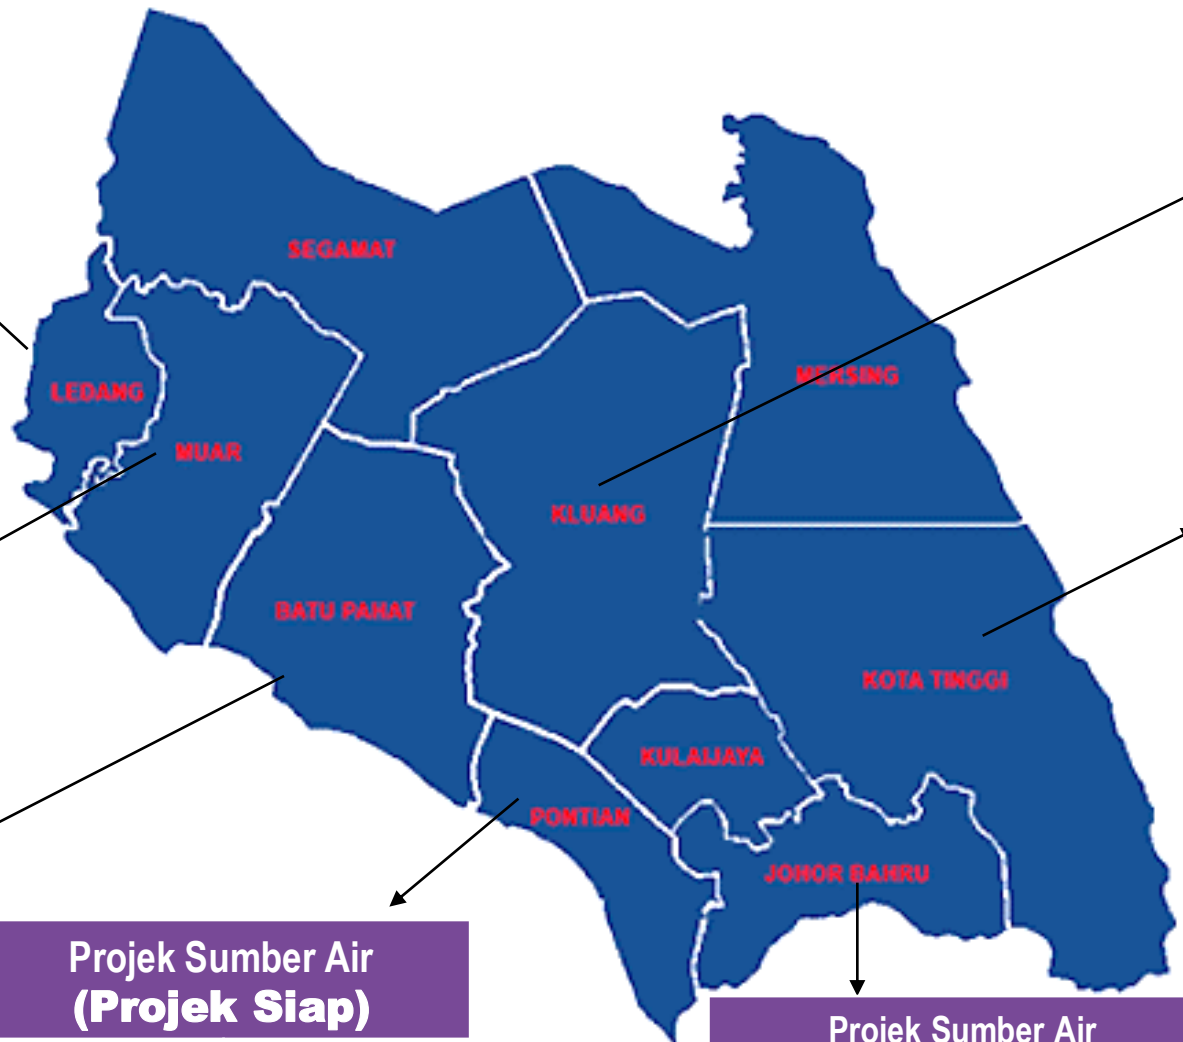 SEGAMAT
MERSING
LEDANG
MUAR
KLUANG
BATU PAHAT
KOTA TINGGI
KULAIJAYA
PONTIAN
JOHOR BAHRU
Projek Sumber Air
(Projek Siap)
Projek Sumber Air